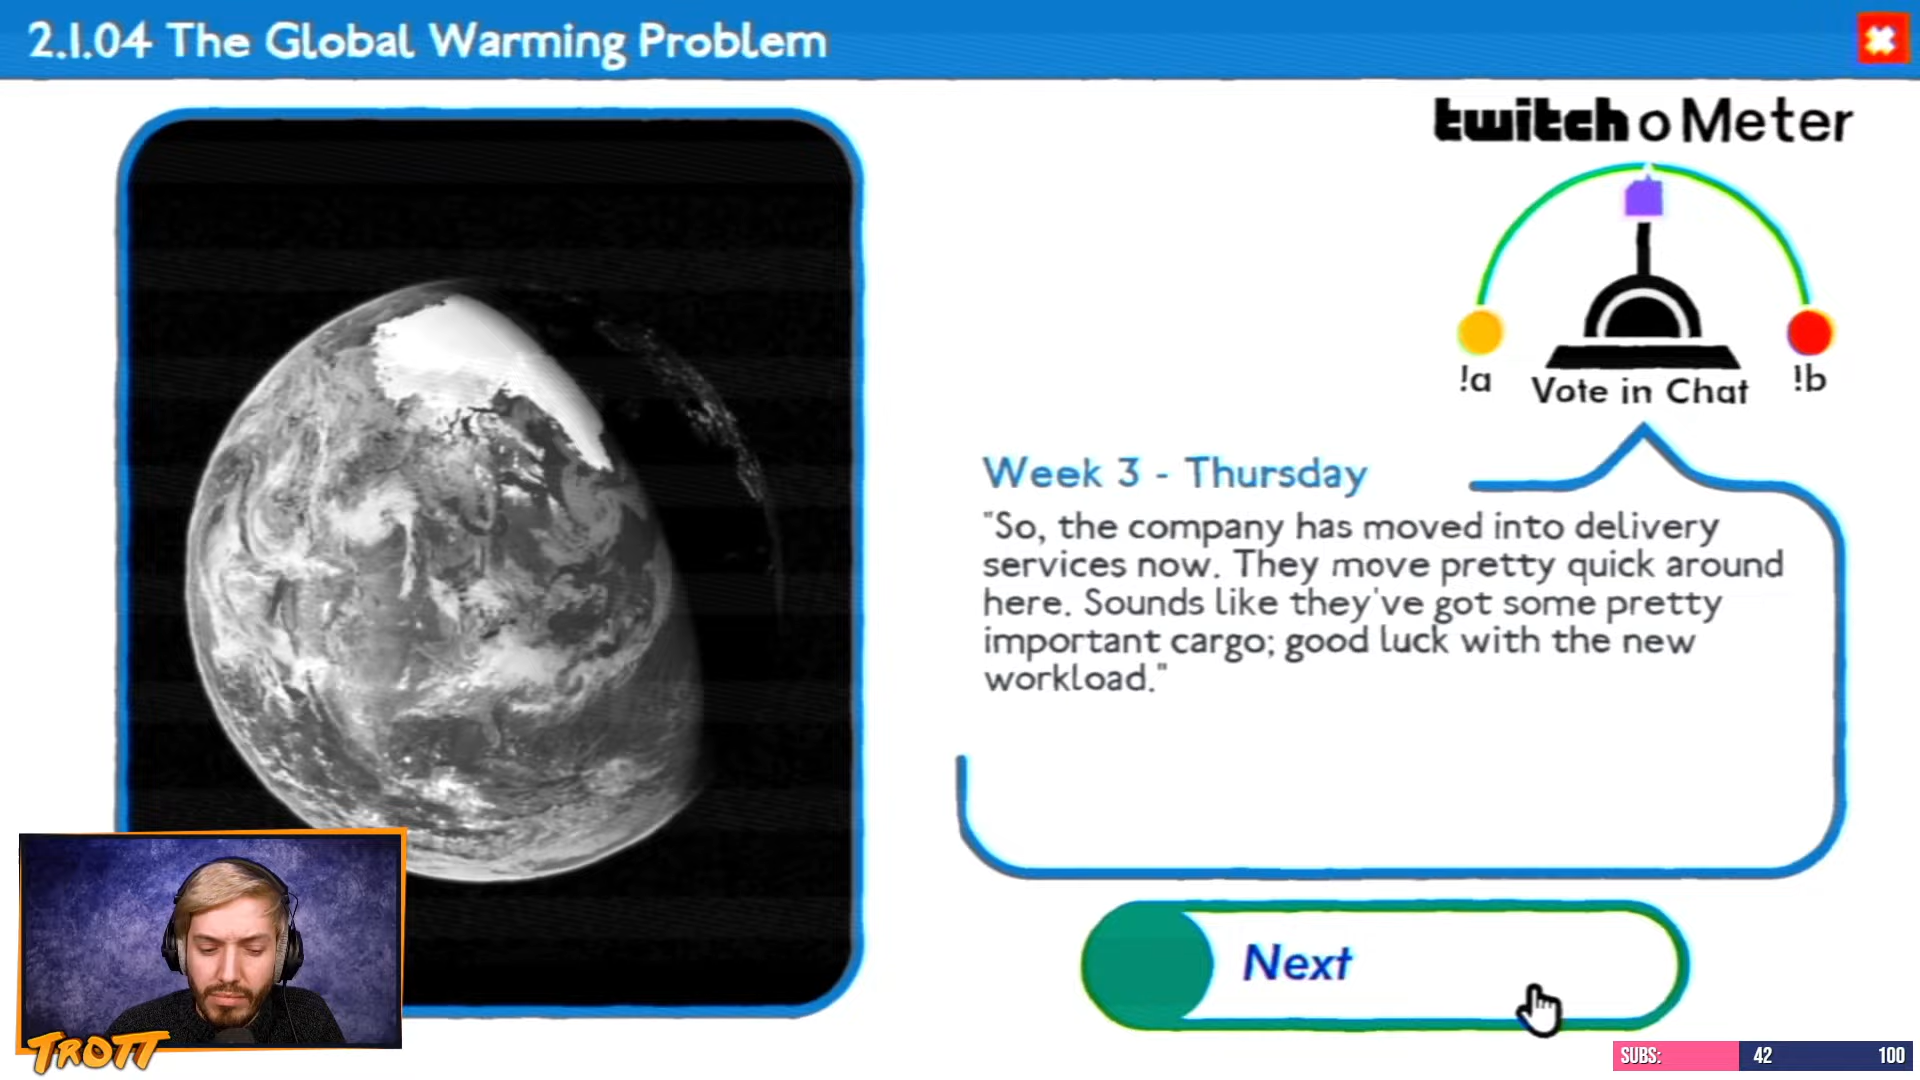 2.1.04 The Global Warming Problem
twitch o Meter
!a
Vote in Chat
!b
Week 3 - Thursday
"So, the company has moved into delivery
services now. They move pretty quick around
here. Sounds like they've got some pretty
important cargo; good luck with the new
workload."
Next
TROTT
SUBS: 42 100